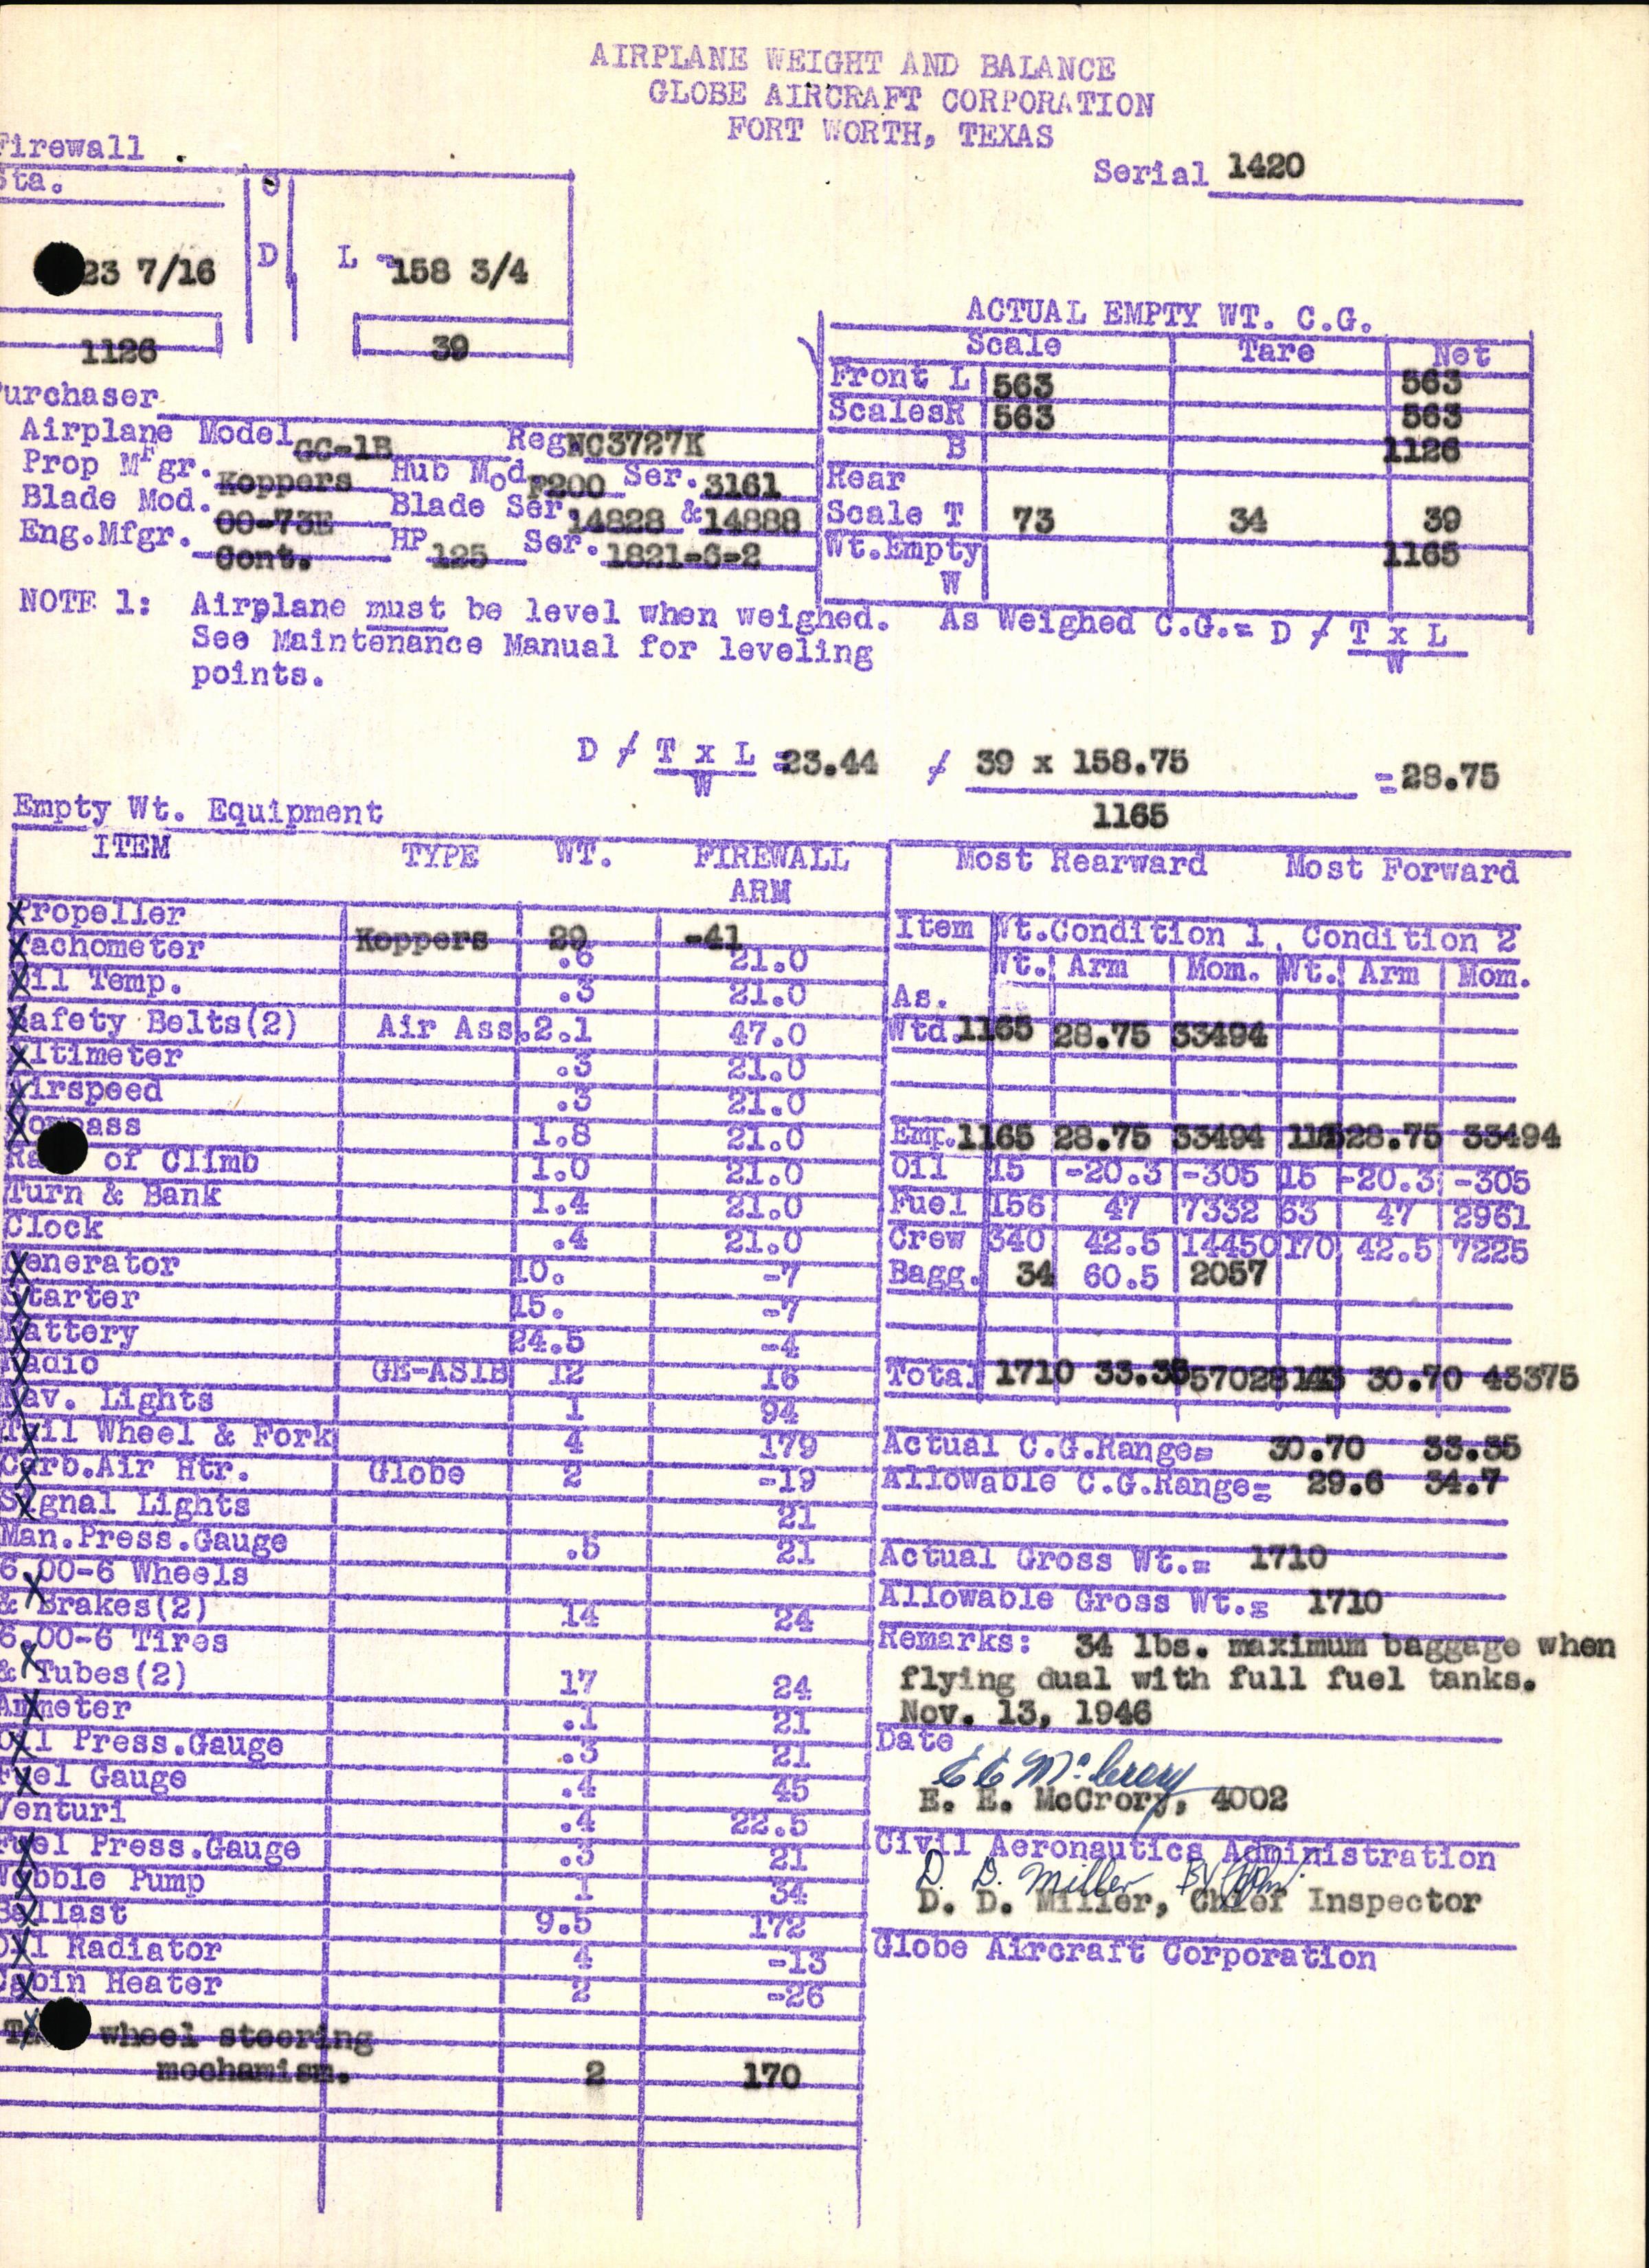 AIRPLANE WEIGHT AND BALANCE
GLOBE AIRCRAFT CORPORATION
FORT WORTH, TEXAS
Firewall
Sta.
Serial 1420
23 7/16 D L = 158 3/4
1126 39
ACTUAL EMPTY WT. C.G.
Scale Tare Net
Front L 563 563
Scales R 563 563
B 1126
Rear
Scale T 73 34 39
Wt. Empty 1165
W
Purchaser
Airplane Model GC-1B Reg. NC3727K
Prop Mfgr. Koppers Hub Mod. F200 Ser. 3161
Blade Mod. 00-73E Blade Ser. 14828 & 14888
Eng.Mfgr. Cont. HP 125 Ser. 1821-6-2
NOTE 1: Airplane must be level when weighed.
See Maintenance Manual for leveling
points.
As Weighed C.G.= D / T x L
W
D / T x L = 23.44 / 39 x 158.75 = 28.75
W 1165
Empty Wt. Equipment
ITEM TYPE WT. FIREWALL
ARM
Propeller Koppers 29 -41
Tachometer .6 21.0
Oil Temp. .3 21.0
Safety Belts(2) Air Ass. 2.1 47.0
Altimeter .3 21.0
Airspeed .3 21.0
Compass 1.8 21.0
Ra of Climb 1.0 21.0
Turn & Bank 1.4 21.0
Clock .4 21.0
Generator 10. -7
Starter 15. -7
Battery 24.5 -4
Radio GE-AS1B 12 16
Nav. Lights 1 94
Tail Wheel & Fork 4 179
Carb.Air Htr. Globe 2 -19
Signal Lights 21
Man.Press.Gauge .5 21
6.00-6 Wheels
& Brakes(2) 14 24
6.00-6 Tires
& Tubes(2) 17 24
Ammeter .1 21
Oil Press.Gauge .3 21
Fuel Gauge .4 45
Venturi .4 22.5
Fuel Press.Gauge .3 21
Wobble Pump 1 34
Ballast 9.5 172
Oil Radiator 4 -13
Cabin Heater 2 -26
wheel steering
mechamism. 2 170
Most Rearward Most Forward
Item Wt.Condition 1. Condition 2
Wt. Arm Mom. Wt. Arm Mom.
As.
Wtd. 1165 28.75 33494
Emp. 1165 28.75 33494 28.75 33494
Oil 15 -20.3 -305 15 -20.3 -305
Fuel 156 47 7332 63 47 2961
Crew 340 42.5 14450 170 42.5 7225
Bagg. 34 60.5 2057
Total 1710 33.35 57028 30.70 43375
Actual C.G.Range= 30.70 33.35
Allowable C.G.Range= 29.6 34.7
Actual Gross Wt.= 1710
Allowable Gross Wt.= 1710
Remarks: 34 lbs. maximum baggage when
flying dual with full fuel tanks.
Nov. 13, 1946
Date
E E McCrory
E. E. McCrory, 4002
Civil Aeronautics Administration
D. D. Miller By
D. D. Miller, Chief Inspector
Globe Aircraft Corporation